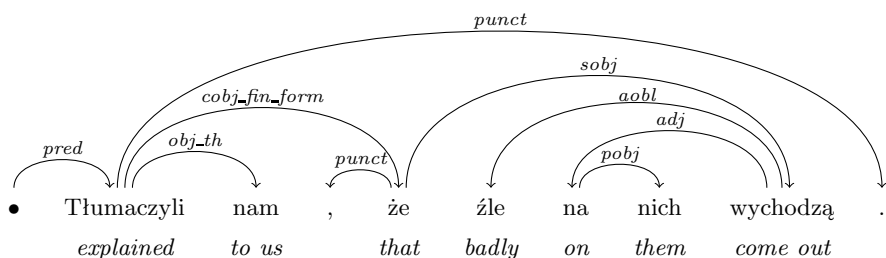 punct
sobj
cobj_fin_form
aobl
adj
obj_th
pred
punct
pobj
• Tłumaczyli nam , że źle na nich wychodzą .
explained to us that badly on them come out